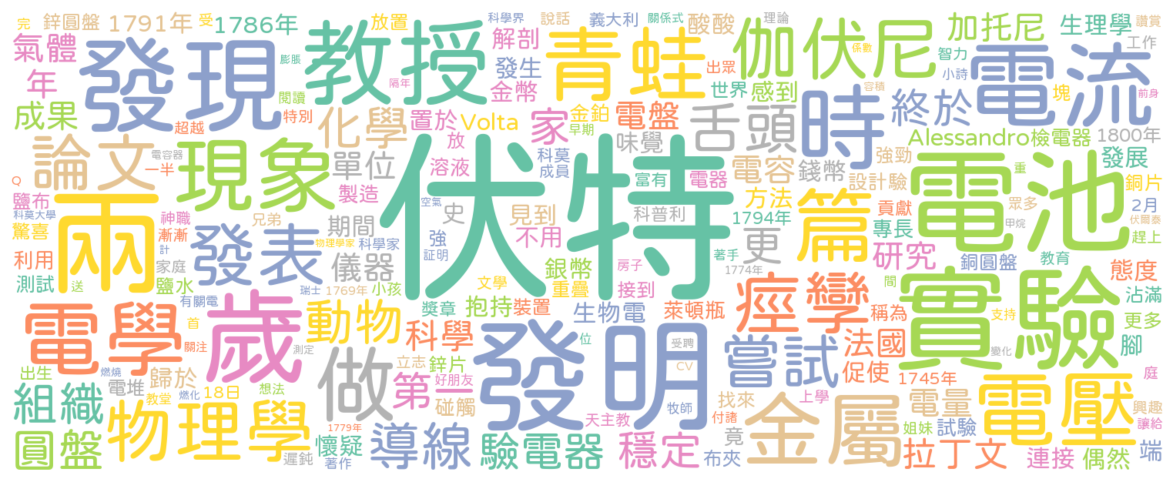 完 鋅圓盤 1791年 受 1786年 放置 科學界 說話 義大利 關係式 酸酸 理論 加托尼 生理學 讚賞
氣體 發現 膨脹 教授 解剖 青蛙 伽伏尼 智力 電流 工作
年 隔年 發生 出眾 世界 感到 小詩 張數 塊 前身
成果 閱讀 金幣 金鉑 電盤 容積 終於
超越 特別 化學 置於 Volta 家 早期 舌頭 時 Alessandro 檢電器 1800年
論文 電容器 一半 現象 單位 放 溶液 科莫 味覺 電容 錢幣 強勁 發展
Q 鹽布 兩 製造 成員 伏特 富有 電器 方法 設計驗 篇 電池 重 銅片
科莫大學 神職 兄弟 期間 史 空氣 見到 科普利 1794年 貢獻 眾多 2月 伏爾泰
驚喜 漸漸 計 發表 物理學家 強 不用 更 專長 甲烷 趕上
利用 家庭 科學家 儀器 証明 銀幣 房子 著手 研究 銅圓盤 教育 態度
測試 鹽水 有關電 瑞士 1769年 小孩 文學 重疊 接到 1774年 間 沾滿
送 電學 首 歲 動物 獎章 抱持 裝置 生物電 萊頓瓶 痙攣 稱為 實驗 更多
關注 測定 科學 位 受聘 嘗試 法國 支持 腳
出生 燃燒 想法 做 立志 鋅片 發明 CV 促使 變化 1745年 庭
組織 電堆 歸於 18日 第一 好朋友 找來 上學 電量 電壓 興趣
教堂 燃化 物理學 碰觸 牧師 付諸 金屬 姐妹 試驗 讓給
圓盤 1779年 懷疑 導線 天主教 竟 拉丁文 端
遲鈍 著作 驗電器 穩定 布夾 連接 偶然